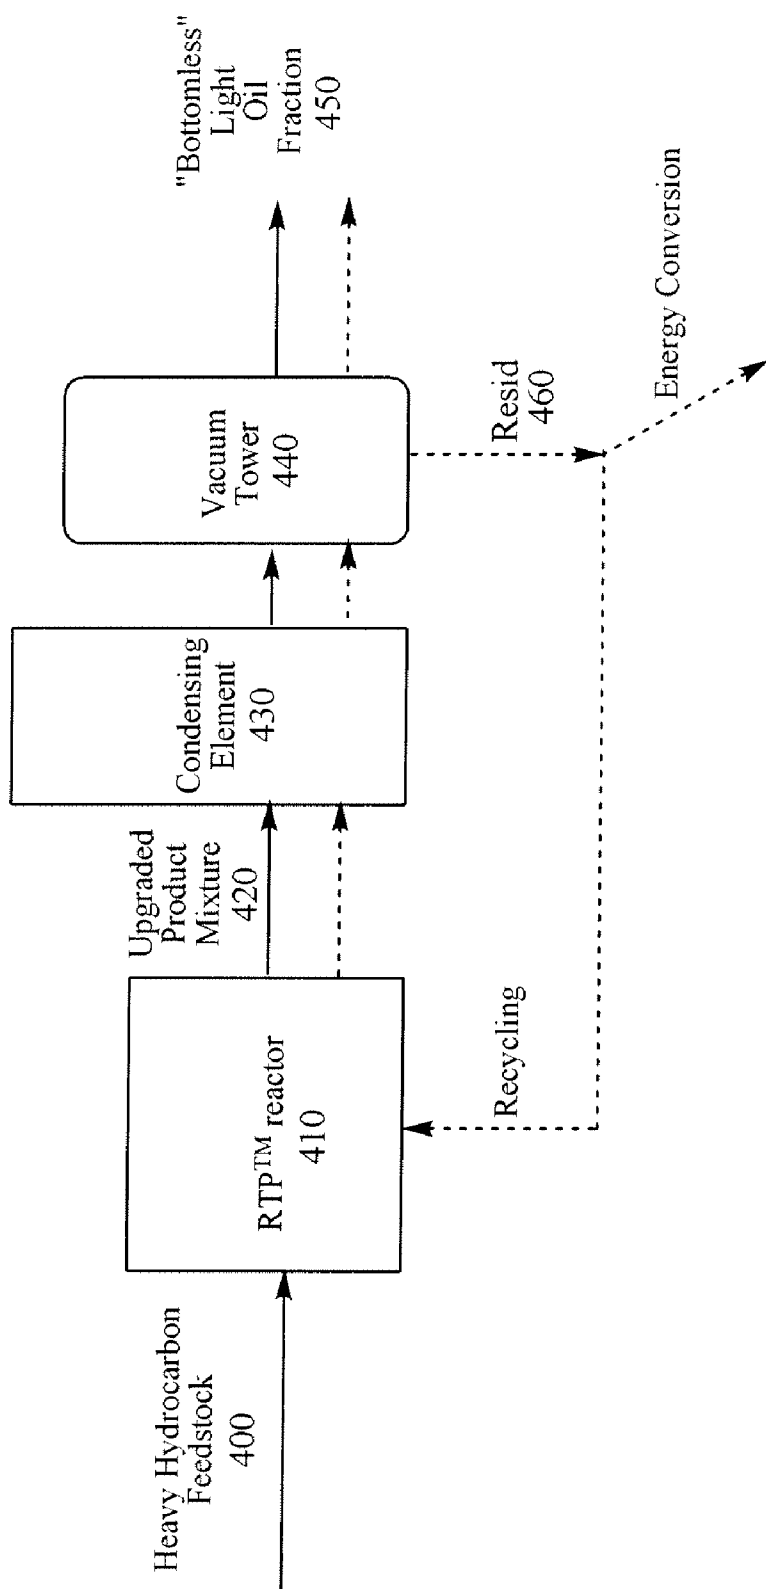 Heavy Hydrocarbon
Feedstock
400
RTP™ reactor
410
Upgraded
Product
Mixture
420
Condensing
Element
430
Vacuum
Tower
440
"Bottomless"
Light
Oil
Fraction
450
Recycling
Resid
460
Energy Conversion